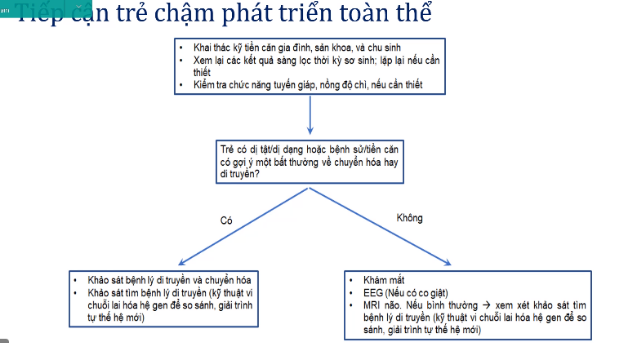 Tiếp cận trẻ chậm phát triển toàn thể
• Khai thác kỹ tiền căn gia đình, sản khoa, và chu sinh
• Xem lại các kết quả sàng lọc thời kỳ sơ sinh; lặp lại nếu cần
thiết
• Kiểm tra chức năng tuyến giáp, nồng độ chì, nếu cần thiết
Trẻ có dị tật/dị dạng hoặc bệnh sử/tiền căn
có gợi ý một bất thường về chuyển hóa hay
di truyền?
Có
Không
• Khảo sát bệnh lý di truyền và chuyển hóa
• Khảo sát tìm bệnh lý di truyền (kỹ thuật vi
chuỗi lai hóa hệ gen để so sánh, giải trình
tự thế hệ mới)
• Khám mắt
• EEG (Nếu có co giật)
• MRI não. Nếu bình thường → xem xét khảo sát tìm
bệnh lý di truyền (kỹ thuật vi chuỗi lai hóa hệ gen để so
sánh, giải trình tự thế hệ mới)